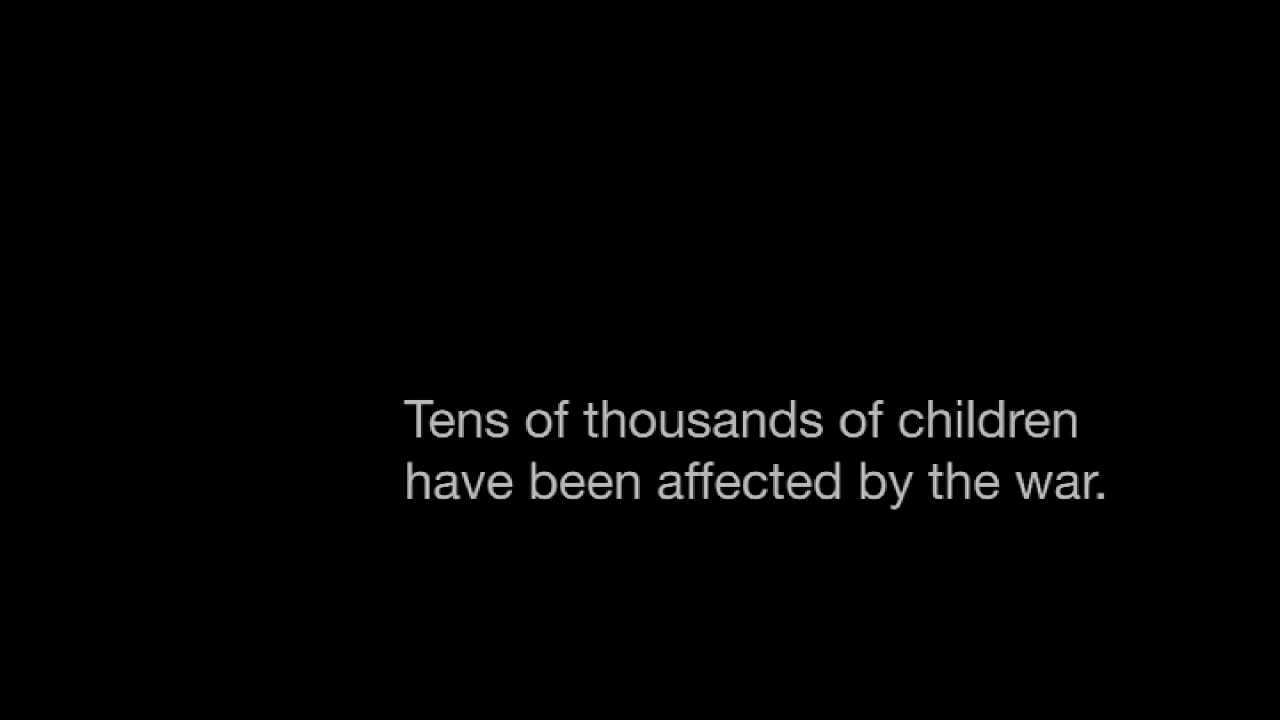 Tens of thousands of children
have been affected by the war.